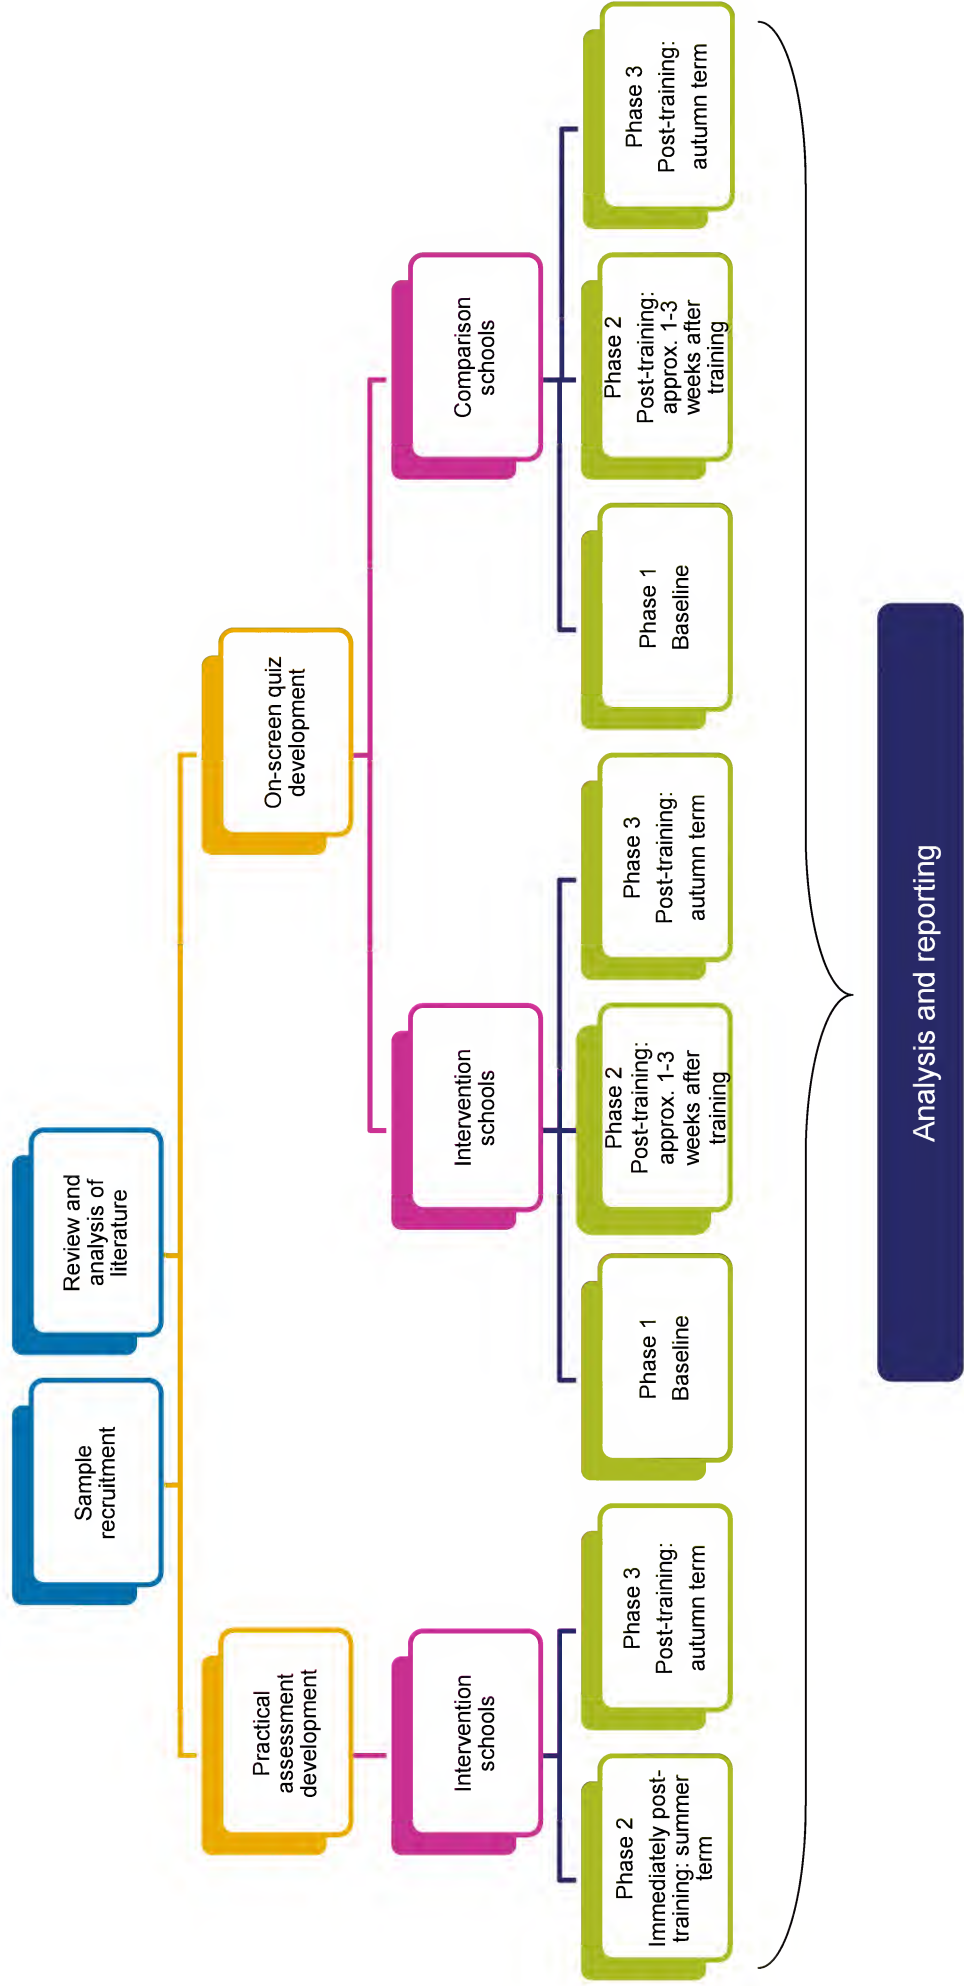 Sample
recruitment
Review and
analysis of
literature
Practical
assessment
development
On-screen quiz
development
Intervention
schools
Intervention
schools
Comparison
schools
Phase 2
Immediately post-
training: summer
term
Phase 3
Post-training:
autumn term
Phase 1
Baseline
Phase 2
Post-training:
approx. 1-3
weeks after
training
Phase 3
Post-training:
autumn term
Phase 1
Baseline
Phase 2
Post-training:
approx. 1-3
weeks after
training
Phase 3
Post-training:
autumn term
Analysis and reporting